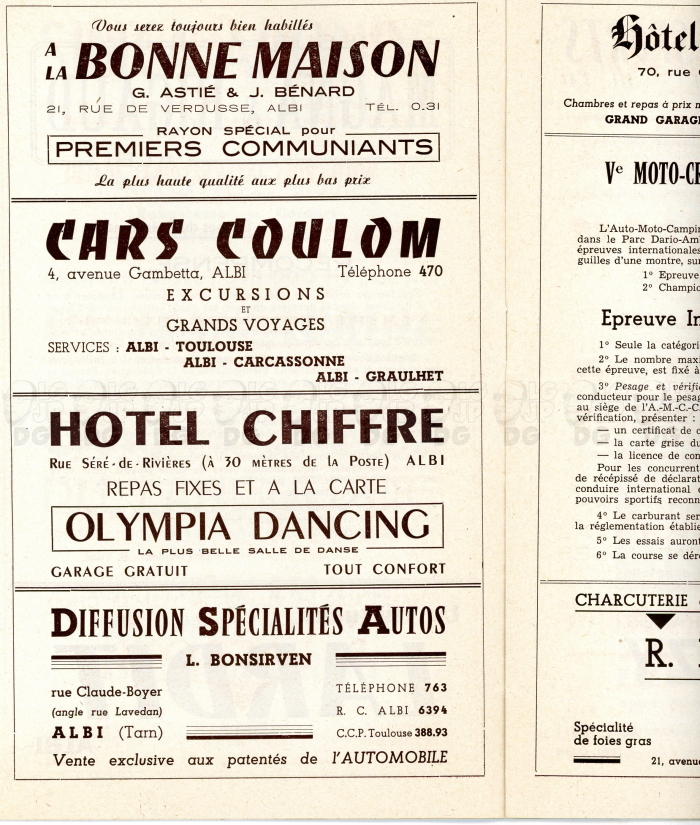 Vous serez toujours bien habillés
A LA BONNE MAISON
G. ASTIÉ & J. BÉNARD
21, RUE DE VERDUSSE, ALBI TÉL. 0.31
RAYON SPÉCIAL pour
PREMIERS COMMUNIANTS
La plus haute qualité aux plus bas prix
CARS COULOM
4, avenue Gambetta, ALBI Téléphone 470
EXCURSIONS
ET
GRANDS VOYAGES
SERVICES : ALBI - TOULOUSE
ALBI - CARCASSONNE
ALBI - GRAULHET
HOTEL CHIFFRE
Rue Séré-de-Rivières (à 30 mètres de la Poste) ALBI
REPAS FIXES ET A LA CARTE
OLYMPIA DANCING
LA PLUS BELLE SALLE DE DANSE
GARAGE GRATUIT TOUT CONFORT
Diffusion Spécialités Autos
L. BONSIRVEN
rue Claude-Boyer TÉLÉPHONE 763
(angle rue Lavedan) R. C. ALBI 6394
ALBI (Tarn) C.C.P. Toulouse 388.93
Vente exclusive aux patentés de l'AUTOMOBILE
Hôtel
70, rue
Chambres et repas à prix
GRAND GARAG
Ve MOTO-C
L'Auto-Moto-Campin
dans le Parc Dario-Am
épreuves internationales
guilles d'une montre, su
1° Epreuve
2° Champio
Epreuve I
1° Seule la catégori
2° Le nombre maxi
cette épreuve, est fixé à
3° Pesage et vérific
conducteur pour le pesag
au siège de l'A.-M.-C.-C
vérification, présenter :
— un certificat de c
— la carte grise du
— la licence de con
Pour les concurrent
de récépissé de déclarat
conduire international
pouvoirs sportifs reconn
4° Le carburant ser
la réglementation établie
5° Les essais auront
6° La course se dér
CHARCUTERIE
R.
Spécialité
de foies gras
21, avenu